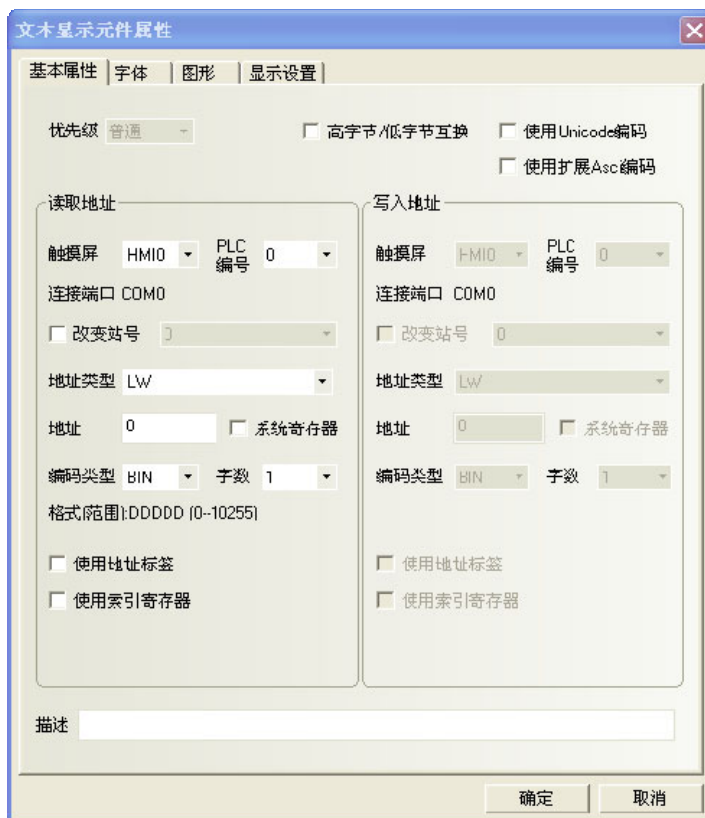 文本显示元件属性
基本属性 字体 图形 显示设置
优先级 普通 高字节/低字节互换 使用Unicode编码
使用扩展Ascii编码
读取地址
触摸屏 HMI0 PLC编号 0
连接端口 COM0
改变站号 0
地址类型 LW
地址 0 系统寄存器
编码类型 BIN 字数 1
格式(范围):DDDDD (0--10255)
使用地址标签
使用索引寄存器
写入地址
触摸屏 HMI0 PLC编号 0
连接端口 COM0
改变站号 0
地址类型 LW
地址 0 系统寄存器
编码类型 BIN 字数 1
使用地址标签
使用索引寄存器
描述
确定 取消